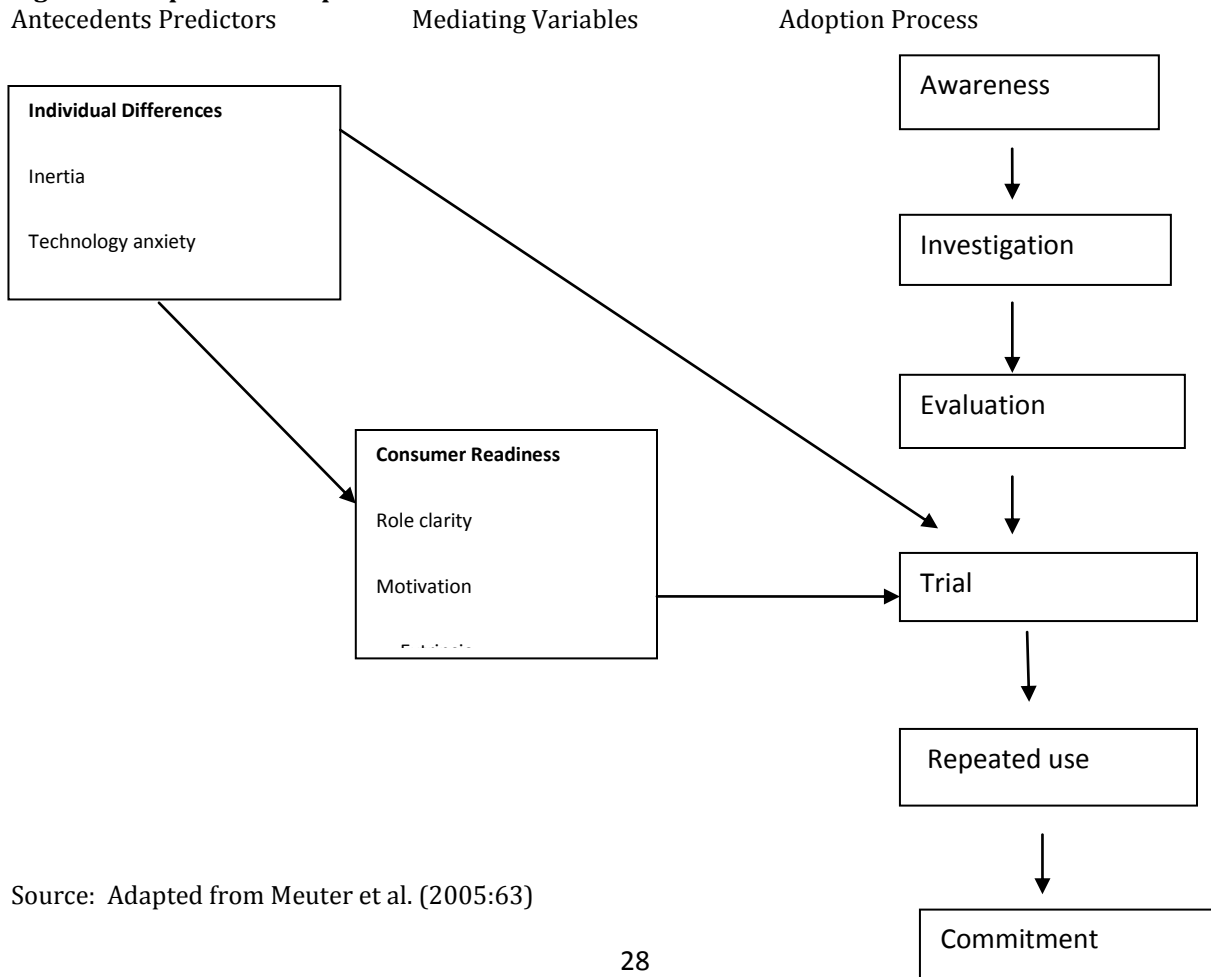 Antecedents Predictors Mediating Variables Adoption Process
Individual Differences
Inertia
Technology anxiety
Consumer Readiness
Role clarity
Motivation
Awareness
Investigation
Evaluation
Trial
Repeated use
Commitment
Source: Adapted from Meuter et al. (2005:63)
28